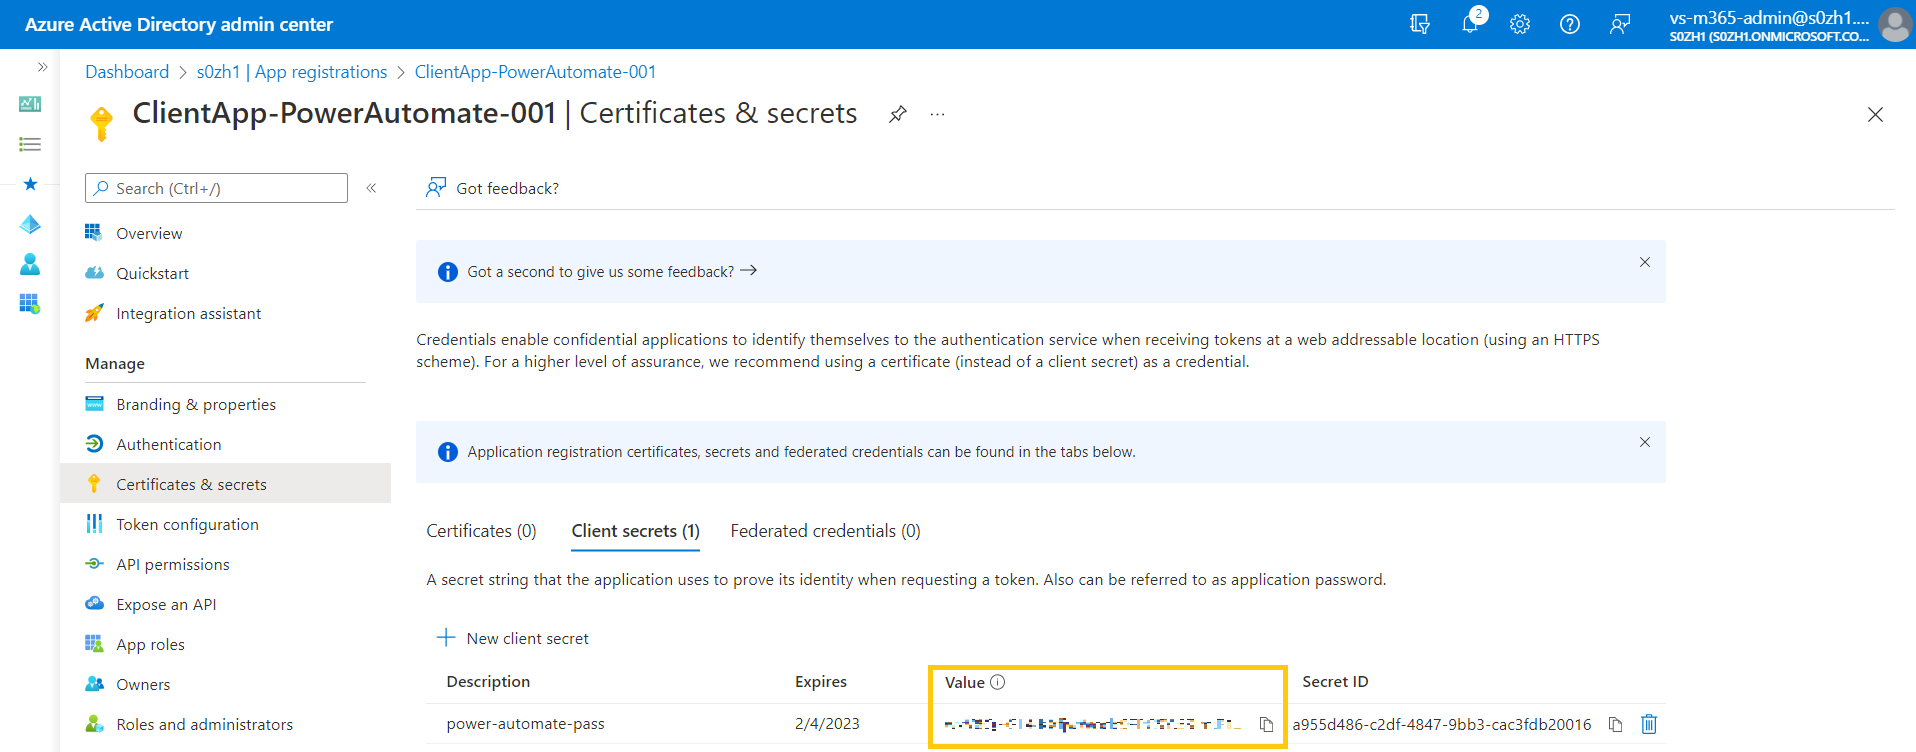 Azure Active Directory admin center
2
vs-m365-admin@s0zh1....
S0ZH1 (S0ZH1.ONMICROSOFT.CO...
Dashboard > s0zh1 | App registrations > ClientApp-PowerAutomate-001
ClientApp-PowerAutomate-001 | Certificates & secrets
Search (Ctrl+/)
Got feedback?
Overview
Quickstart
Integration assistant
Manage
Branding & properties
Authentication
Certificates & secrets
Token configuration
API permissions
Expose an API
App roles
Owners
Roles and administrators
Got a second to give us some feedback?
Credentials enable confidential applications to identify themselves to the authentication service when receiving tokens at a web addressable location (using an HTTPS
scheme). For a higher level of assurance, we recommend using a certificate (instead of a client secret) as a credential.
Application registration certificates, secrets and federated credentials can be found in the tabs below.
Certificates (0) Client secrets (1) Federated credentials (0)
A secret string that the application uses to prove its identity when requesting a token. Also can be referred to as application password.
New client secret
Description Expires Value Secret ID
power-automate-pass 2/4/2023 a955d486-c2df-4847-9bb3-cac3fdb20016